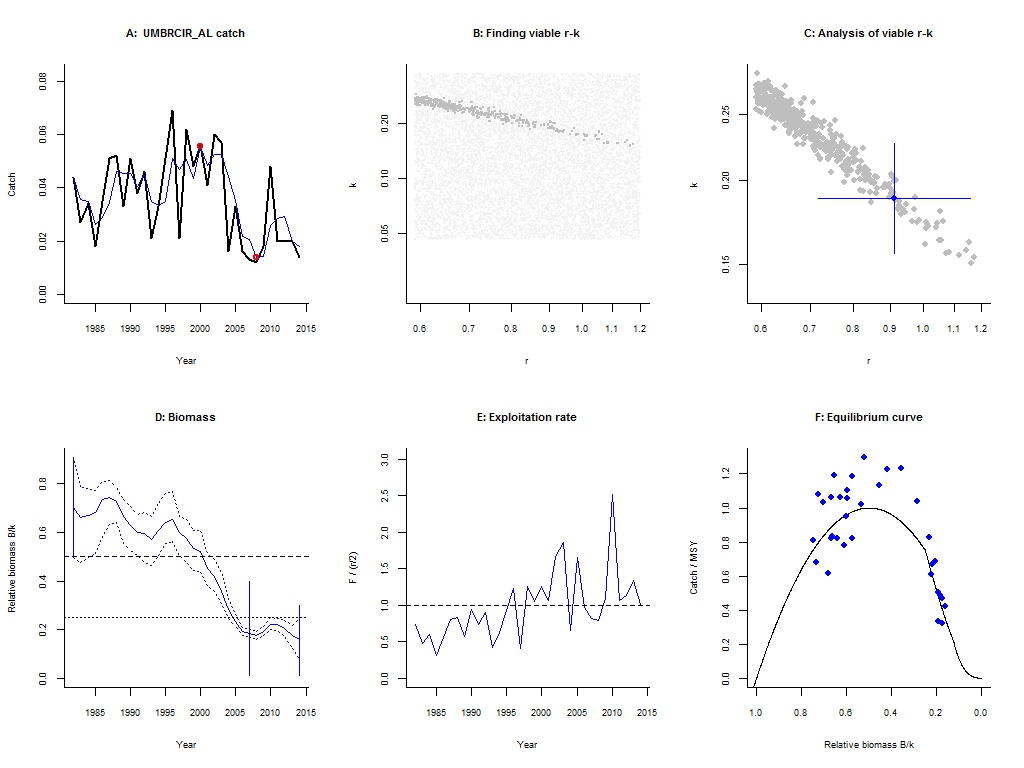 A: UMBRCIR_AL catch
Catch
0.00 0.02 0.04 0.06 0.08
1985 1990 1995 2000 2005 2010 2015
Year
B: Finding viable r-k
k
0.05 0.10 0.20
0.6 0.7 0.8 0.9 1.0 1.1 1.2
r
C: Analysis of viable r-k
k
0.15 0.20 0.25
0.6 0.7 0.8 0.9 1.0 1.1 1.2
r
D: Biomass
Relative biomass B/k
0.0 0.2 0.4 0.6 0.8
1985 1990 1995 2000 2005 2010 2015
Year
E: Exploitation rate
F / (r/2)
0.0 0.5 1.0 1.5 2.0 2.5 3.0
1985 1990 1995 2000 2005 2010 2015
Year
F: Equilibrium curve
Catch / MSY
0.0 0.2 0.4 0.6 0.8 1.0 1.2
1.0 0.8 0.6 0.4 0.2 0.0
Relative biomass B/k